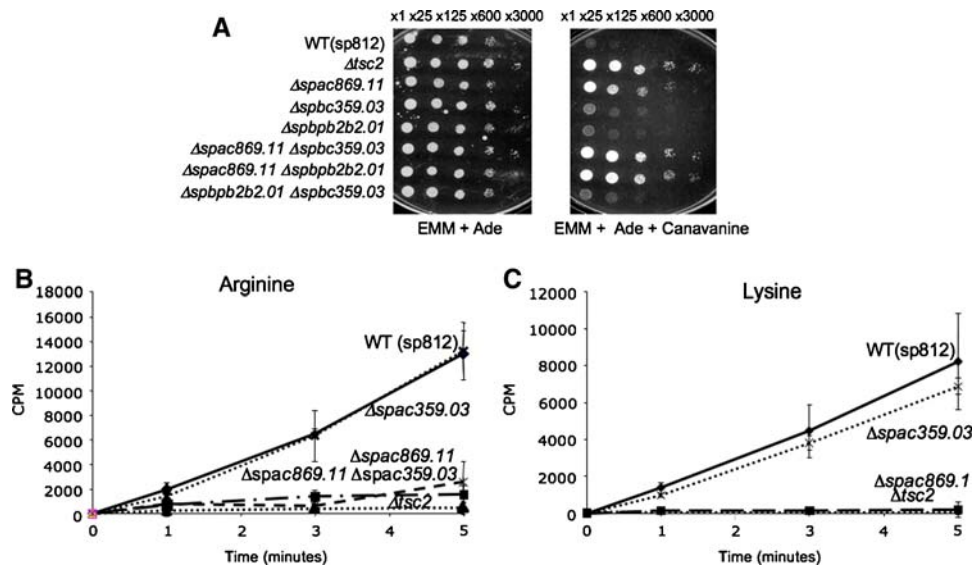 A
x1 x25 x125 x600 x3000
x1 x25 x125 x600 x3000
WT(sp812)
Δtsc2
Δspac869.11
Δspbc359.03
Δspbpb2b2.01
Δspac869.11 Δspbc359.03
Δspac869.11 Δspbpb2b2.01
Δspbpb2b2.01 Δspbc359.03
EMM + Ade
EMM + Ade + Canavanine
B
Arginine
18000
16000
14000
12000
10000
8000
6000
4000
2000
0
CPM
WT (sp812)
Δspac359.03
Δspac869.11
Δspac869.11 Δspac359.03
Δtsc2
0
1
2
3
4
5
Time (minutes)
C
Lysine
12000
10000
8000
6000
4000
2000
0
CPM
WT(sp812)
Δspac359.03
Δspac869.1
Δtsc2
0
1
2
3
4
5
Time (minutes)